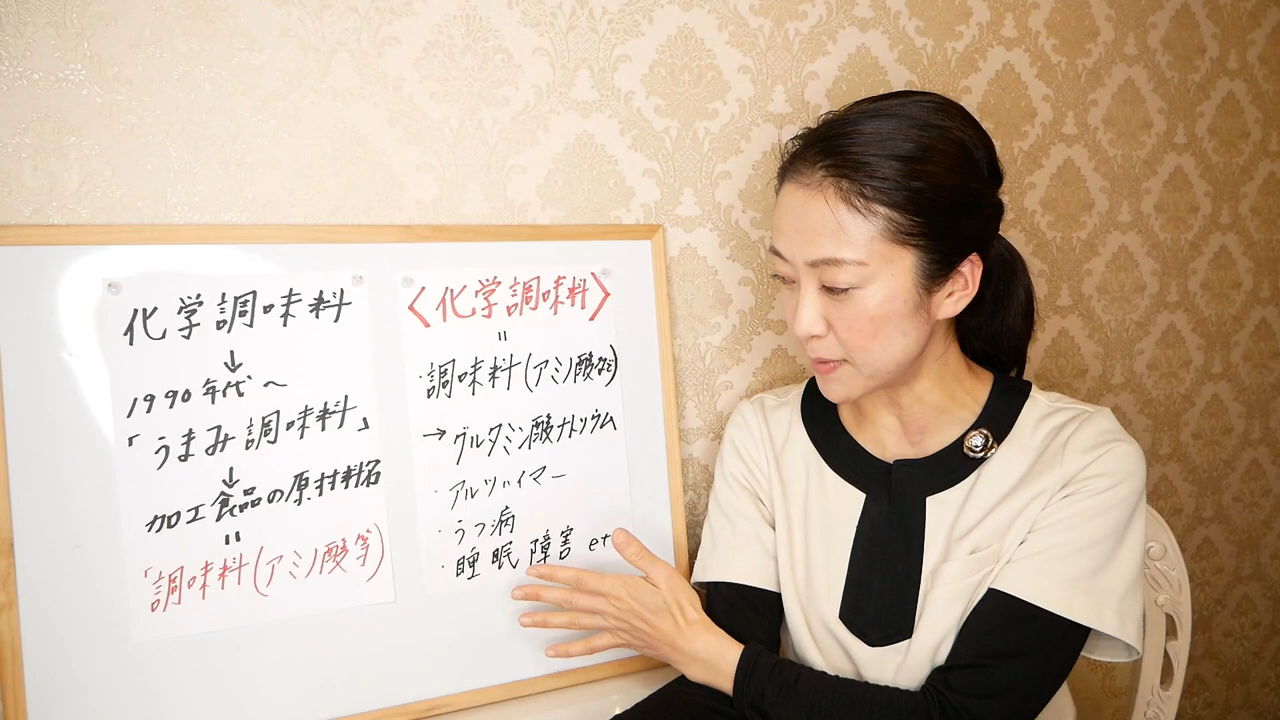 化学調味料
↓
1990年代〜
「うまみ調味料」
↓
加工食品の原材料名
=
「調味料(アミノ酸等)
〈化学調味料〉
=
・調味料(アミノ酸など)
→グルタミン酸ナトリウム
・アルツハイマー
・うつ病
・睡眠障害 et